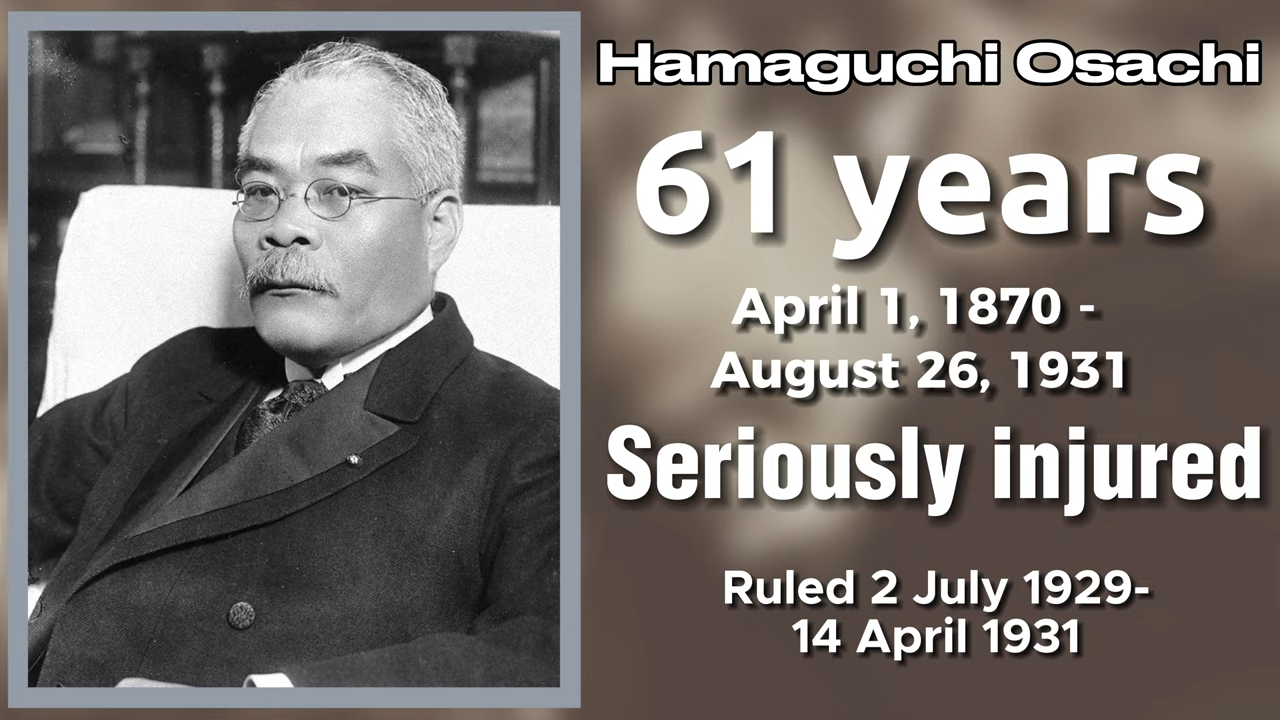 Hamaguchi Osachi
61 years
April 1, 1870 -
August 26, 1931
Seriously injured
Ruled 2 July 1929-
14 April 1931